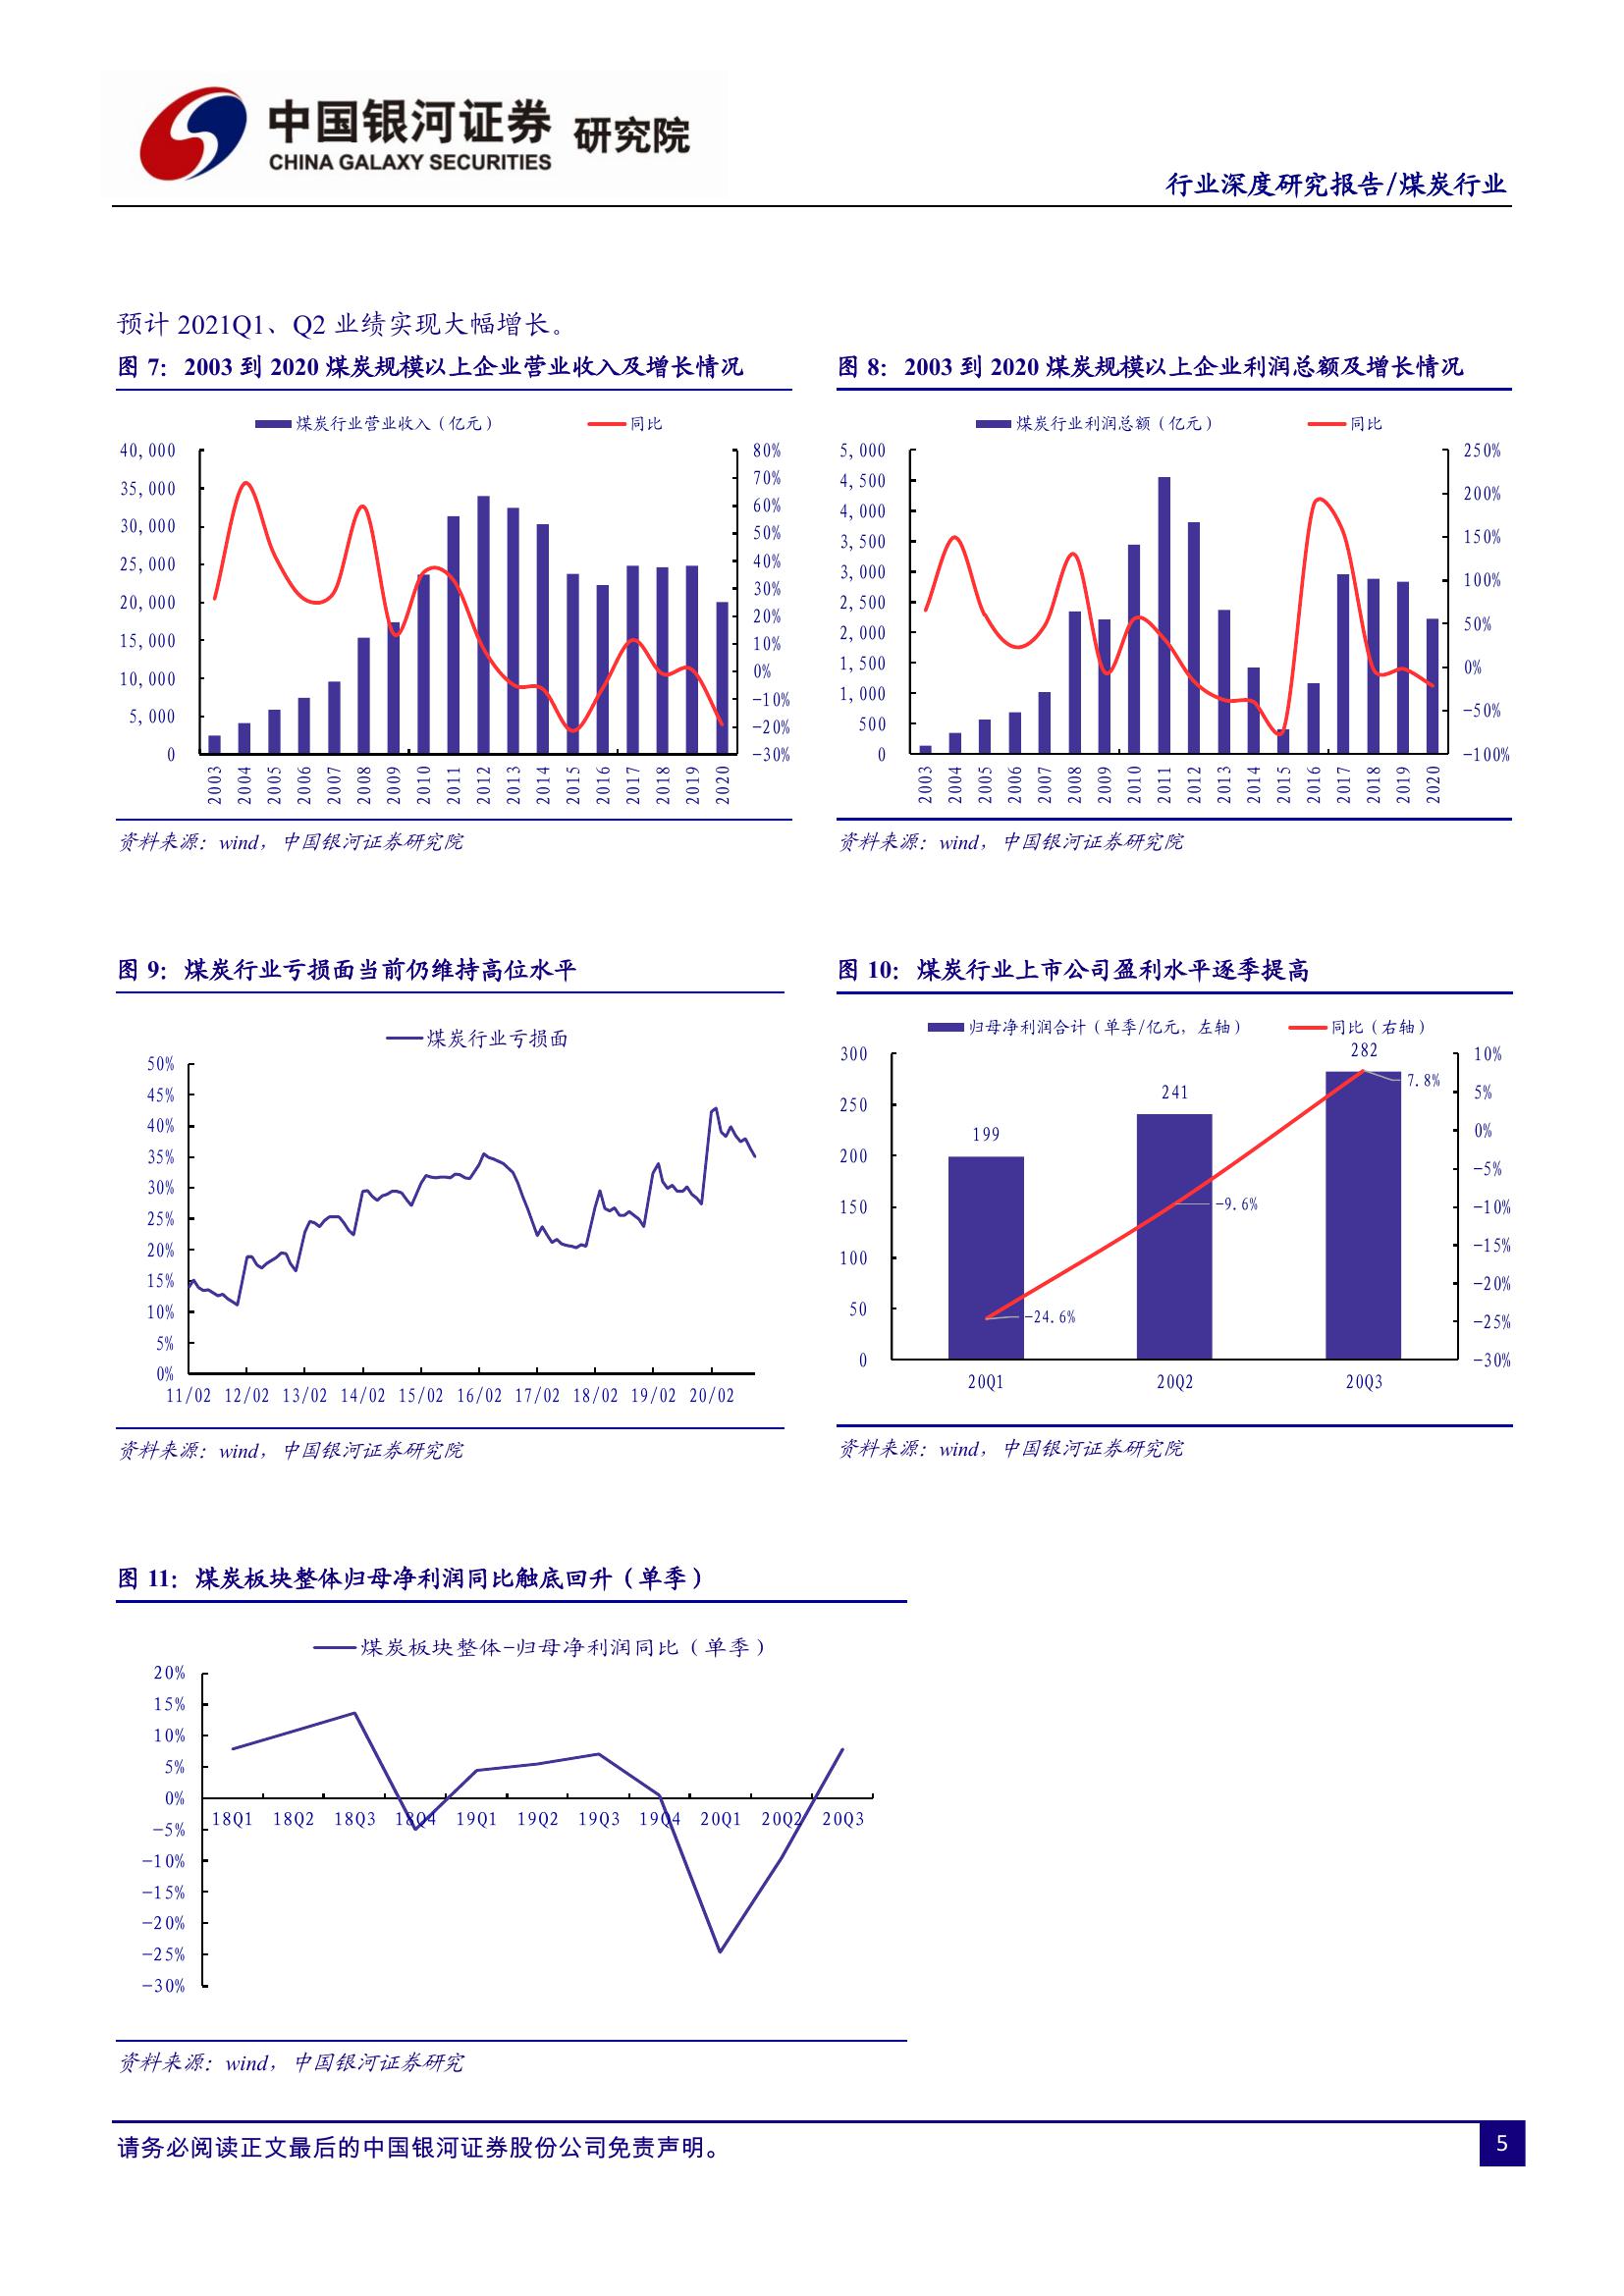 中国银河证券 研究院
CHINA GALAXY SECURITIES
行业深度研究报告/煤炭行业
预计 2021Q1、Q2 业绩实现大幅增长。
图 7：2003 到 2020 煤炭规模以上企业营业收入及增长情况
煤炭行业营业收入（亿元） 同比
40,000 80%
35,000 70%
30,000 60%
25,000 50%
20,000 40%
15,000 30%
10,000 20%
5,000 10%
0 0%
-10%
-20%
-30%
2003 2004 2005 2006 2007 2008 2009 2010 2011 2012 2013 2014 2015 2016 2017 2018 2019 2020
资料来源：wind，中国银河证券研究院
图 8：2003 到 2020 煤炭规模以上企业利润总额及增长情况
煤炭行业利润总额（亿元） 同比
5,000 250%
4,500 200%
4,000 150%
3,500 100%
3,000 50%
2,500 0%
2,000 -50%
1,500 -100%
1,000
500
0
2003 2004 2005 2006 2007 2008 2009 2010 2011 2012 2013 2014 2015 2016 2017 2018 2019 2020
资料来源：wind，中国银河证券研究院
图 9：煤炭行业亏损面当前仍维持高位水平
煤炭行业亏损面
50%
45%
40%
35%
30%
25%
20%
15%
10%
5%
0%
11/02 12/02 13/02 14/02 15/02 16/02 17/02 18/02 19/02 20/02
资料来源：wind，中国银河证券研究院
图 10：煤炭行业上市公司盈利水平逐季提高
归母净利润合计（单季/亿元，左轴） 同比（右轴）
300 10%
250 5%
200 0%
150 -5%
100 -10%
50 -15%
0 -20%
-25%
-30%
199
241
282
-24.6%
-9.6%
7.8%
20Q1 20Q2 20Q3
资料来源：wind，中国银河证券研究院
图 11：煤炭板块整体归母净利润同比触底回升（单季）
煤炭板块整体-归母净利润同比（单季）
20%
15%
10%
5%
0%
-5%
-10%
-15%
-20%
-25%
-30%
18Q1 18Q2 18Q3 18Q4 19Q1 19Q2 19Q3 19Q4 20Q1 20Q2 20Q3
资料来源：wind，中国银河证券研究
请务必阅读正文最后的中国银河证券股份公司免责声明。
5